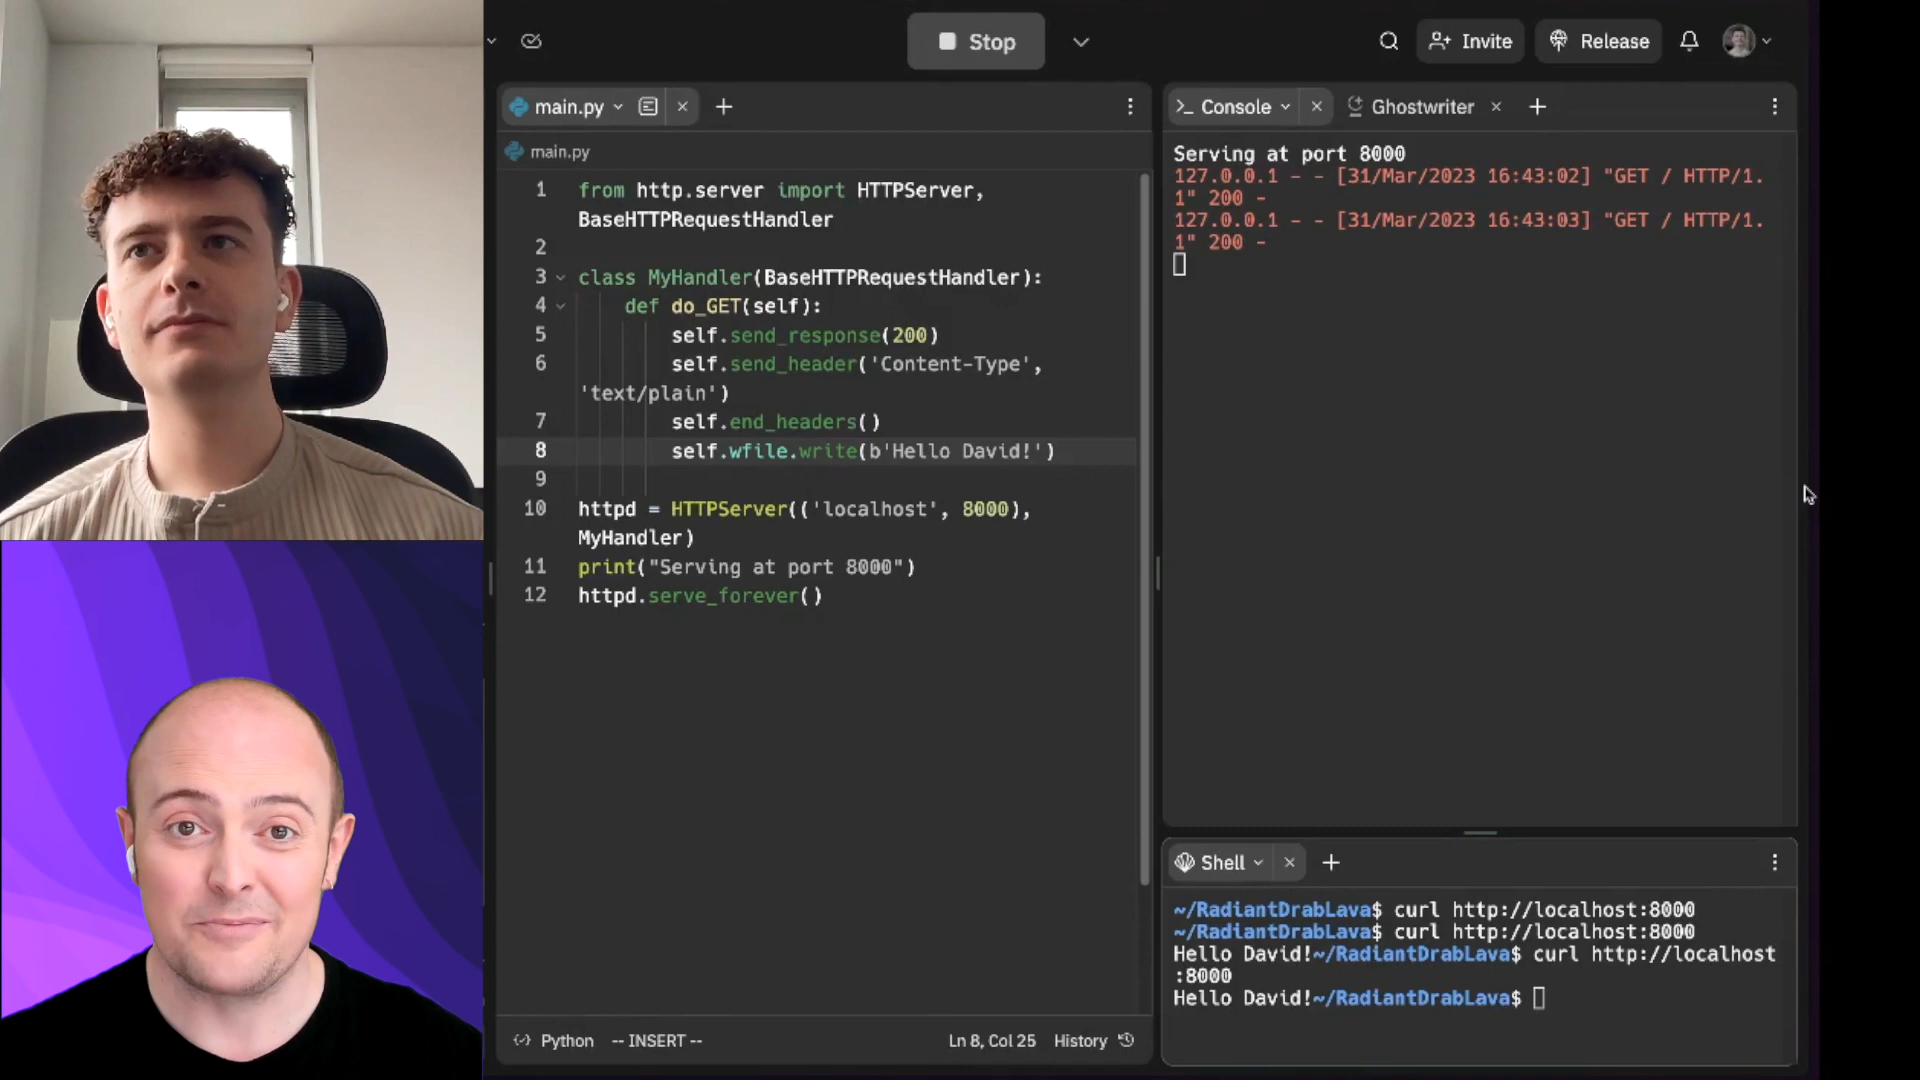 Stop
Invite
Release
main.py
main.py
1 from http.server import HTTPServer,
BaseHTTPRequestHandler
2
3 class MyHandler(BaseHTTPRequestHandler):
4 def do_GET(self):
5 self.send_response(200)
6 self.send_header('Content-Type',
'text/plain')
7 self.end_headers()
8 self.wfile.write(b'Hello David!')
9
10 httpd = HTTPServer(('localhost', 8000),
MyHandler)
11 print("Serving at port 8000")
12 httpd.serve_forever()
Python -- INSERT -- Ln 8, Col 25 History
Console Ghostwriter
Serving at port 8000
127.0.0.1 - - [31/Mar/2023 16:43:02] "GET / HTTP/1.
1" 200 -
127.0.0.1 - - [31/Mar/2023 16:43:03] "GET / HTTP/1.
1" 200 -
Shell
~/RadiantDrabLava$ curl http://localhost:8000
~/RadiantDrabLava$ curl http://localhost:8000
Hello David!~/RadiantDrabLava$ curl http://localhost
:8000
Hello David!~/RadiantDrabLava$